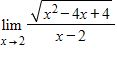 lim x→2 √(x² − 4x + 4) / (x − 2)